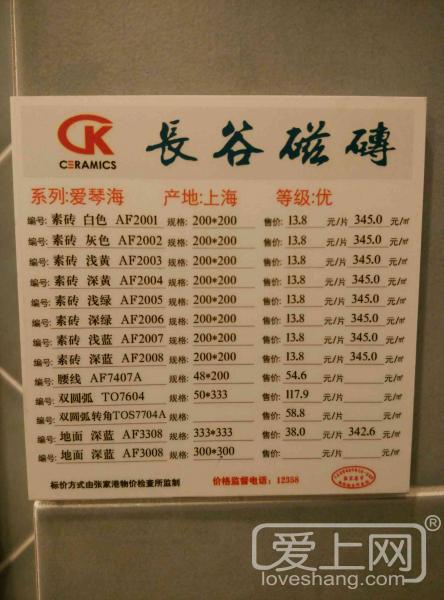 CK
CERAMICS
長谷磁磚
系列:爱琴海 产地:上海 等级:优
编号: 素砖 白色 AF2001 规格: 200*200 售价: 13.8 元/片 345.0 元/㎡
编号: 素砖 灰色 AF2002 规格: 200*200 售价: 13.8 元/片 345.0 元/㎡
编号: 素砖 浅黄 AF2003 规格: 200*200 售价: 13.8 元/片 345.0 元/㎡
编号: 素砖 深黄 AF2004 规格: 200*200 售价: 13.8 元/片 345.0 元/㎡
编号: 素砖 浅绿 AF2005 规格: 200*200 售价: 13.8 元/片 345.0 元/㎡
编号: 素砖 深绿 AF2006 规格: 200*200 售价: 13.8 元/片 345.0 元/㎡
编号: 素砖 浅蓝 AF2007 规格: 200*200 售价: 13.8 元/片 345.0 元/㎡
编号: 素砖 深蓝 AF2008 规格: 200*200 售价: 13.8 元/片 345.0 元/㎡
编号: 腰线 AF7407A 规格: 48*200 售价: 54.6 元/片 元/㎡
编号: 双圆弧 TO7604 规格: 50*333 售价: 117.9 元/片 元/㎡
编号: 双圆弧转角TOS7704A 规格: 售价: 58.8 元/片 元/㎡
编号: 地面 深蓝 AF3308 规格: 333*333 售价: 38.0 元/片 342.6 元/㎡
编号: 地面 深蓝 AF3008 规格: 300*300 售价: 元/片 元/㎡
标价方式由张家港物价检查所监制 价格监督电话: 12358
爱上网®
loveshang.com